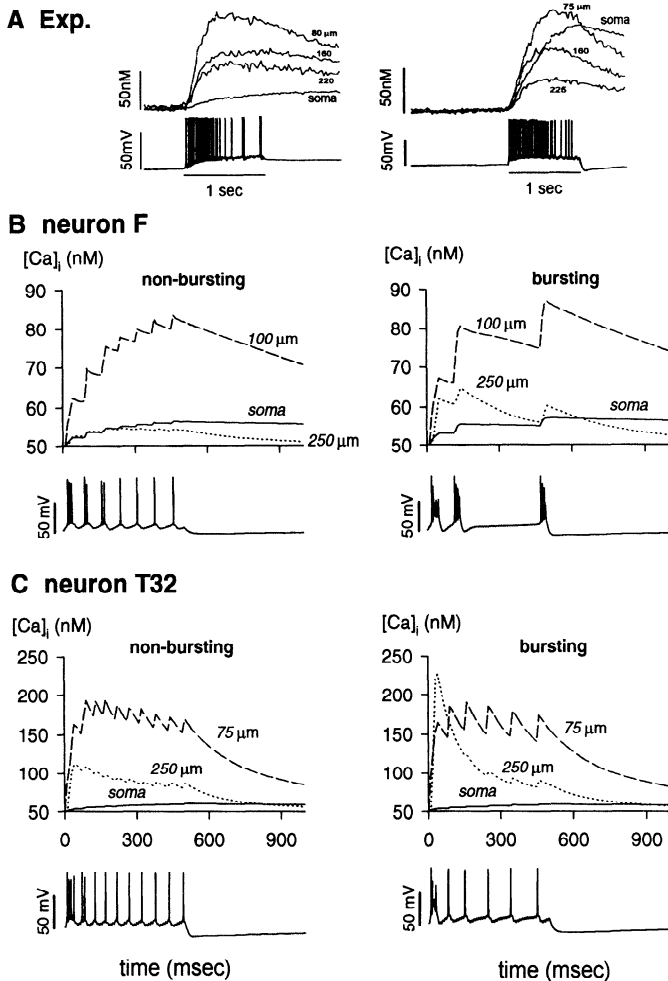 A Exp.
80 µm
160
220
soma
50nM
50mV
1 sec
75 µm
soma
160
225
50nM
50mV
1 sec
B neuron F
[Ca]i (nM)
non-bursting
90
80
70
60
50
100 µm
soma
250 µm
50 mV
[Ca]i (nM)
bursting
90
80
70
60
50
100 µm
250 µm
soma
50 mV
C neuron T32
[Ca]i (nM)
non-bursting
250
200
150
100
50
75 µm
250 µm
soma
0 300 600 900
50 mV
time (msec)
[Ca]i (nM)
bursting
250
200
150
100
50
75 µm
250 µm
soma
0 300 600 900
50 mV
time (msec)